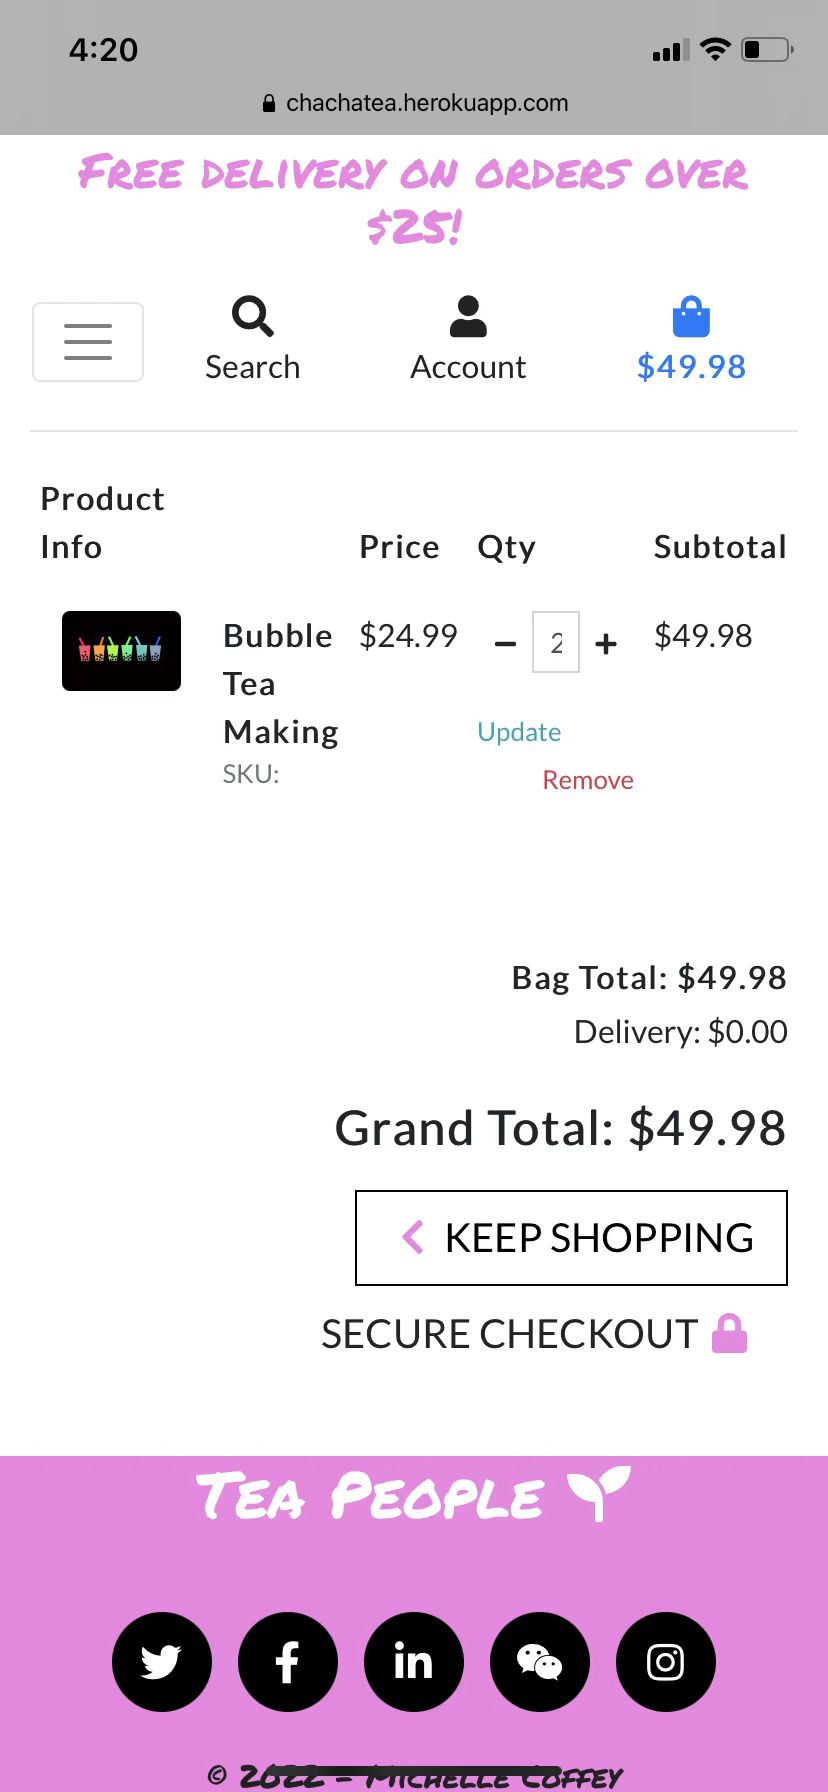 4:20
chachatea.herokuapp.com
FREE DELIVERY ON ORDERS OVER
$25!
Search
Account
$49.98
Product
Info
Price
Qty
Subtotal
Bubble
Tea
Making
SKU:
$24.99
2
$49.98
Update
Remove
Bag Total: $49.98
Delivery: $0.00
Grand Total: $49.98
KEEP SHOPPING
SECURE CHECKOUT
TEA PEOPLE
© 2022 - MICHELLE COFFEY